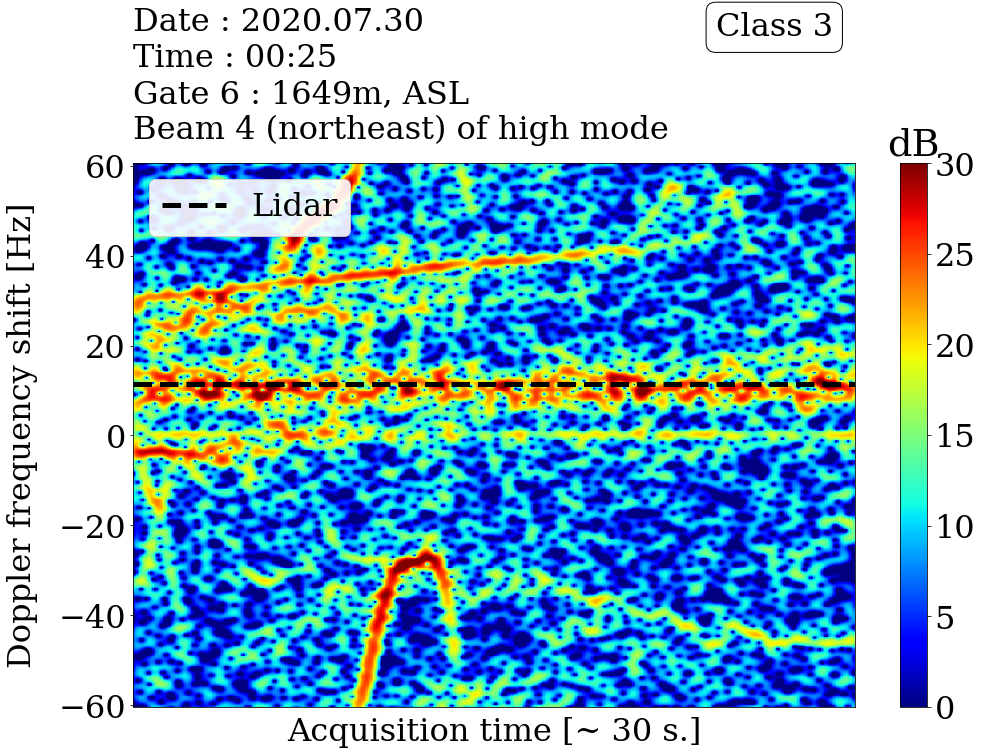 Date : 2020.07.30
Time : 00:25
Gate 6 : 1649m, ASL
Beam 4 (northeast) of high mode
Class 3
dB
Lidar
Doppler frequency shift [Hz]
60
40
20
0
−20
−40
−60
Acquisition time [~ 30 s.]
30
25
20
15
10
5
0